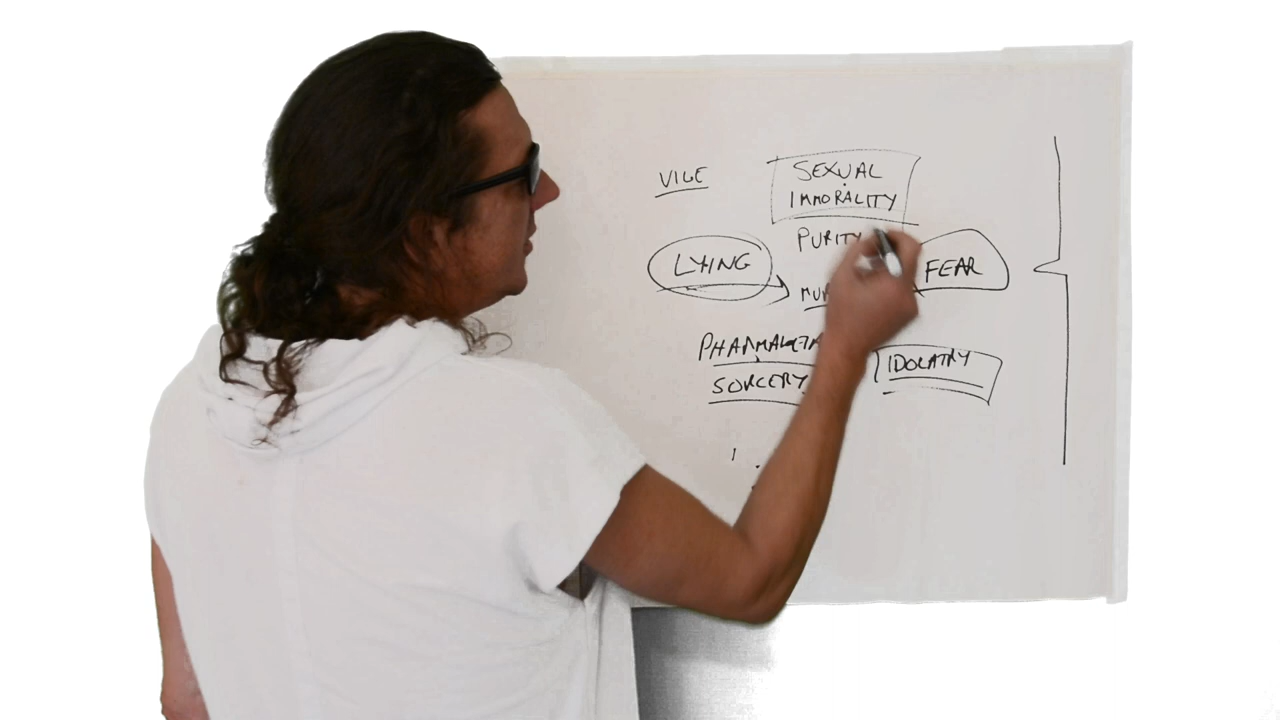 VICE
SEXUAL
IMMORALITY
PURITY
LYING
FEAR
SORCERY
IDOLATRY